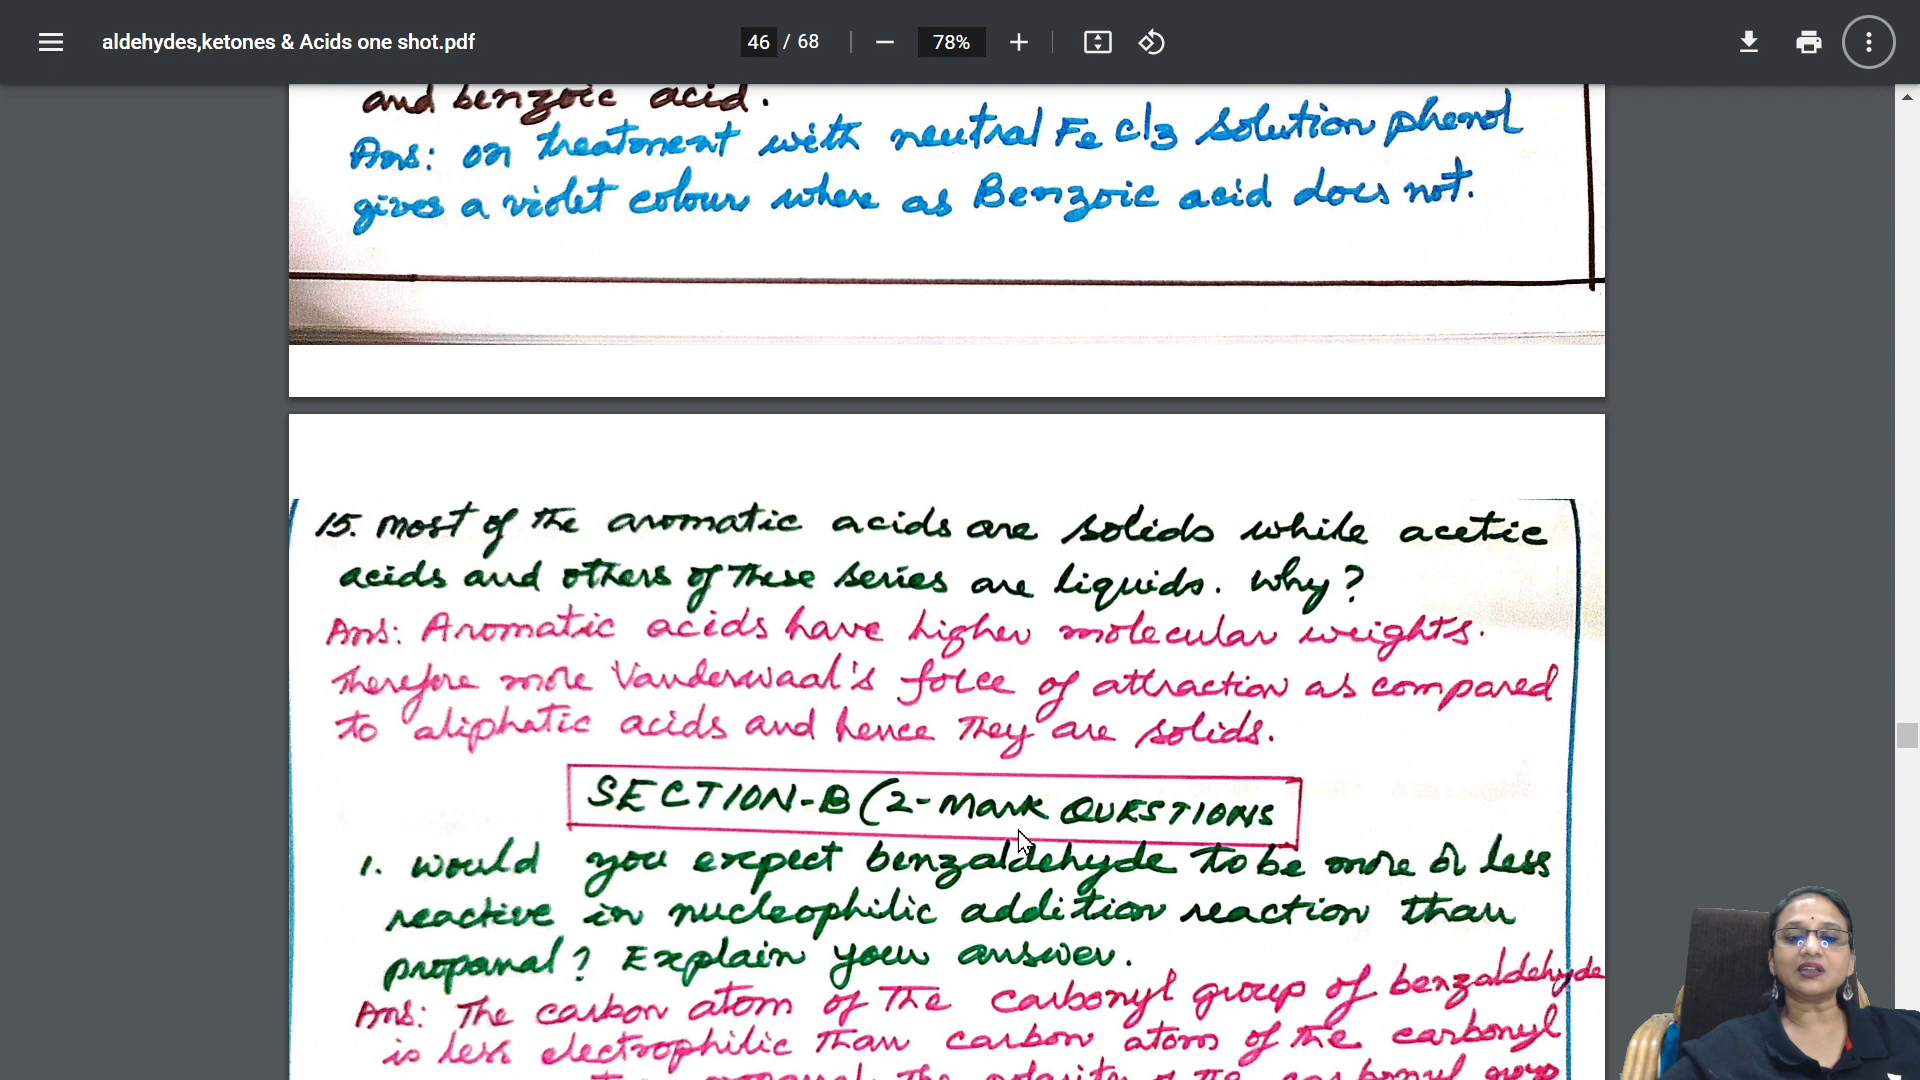 aldehydes,ketones & Acids one shot.pdf
46 / 68
78%
and benzoic acid.
Ans: on treatment with neutral FeCl3 solution phenol
gives a violet colour where as Benzoic acid does not.
15. Most of the aromatic acids are solids while acetic
acids and others of these series are liquids. Why?
Ans: Aromatic acids have higher molecular weights.
Therefore more Vanderwaal's force of attraction as compared
to aliphatic acids and hence they are solids.
SECTION-B (2-Mark QUESTIONS
1. Would you expect benzaldehyde to be more or less
reactive in nucleophilic addition reaction than
propanal? Explain your answer.
Ans: The carbon atom of the carbonyl group of benzaldehyde
is less electrophilic than carbon atom of the carbonyl